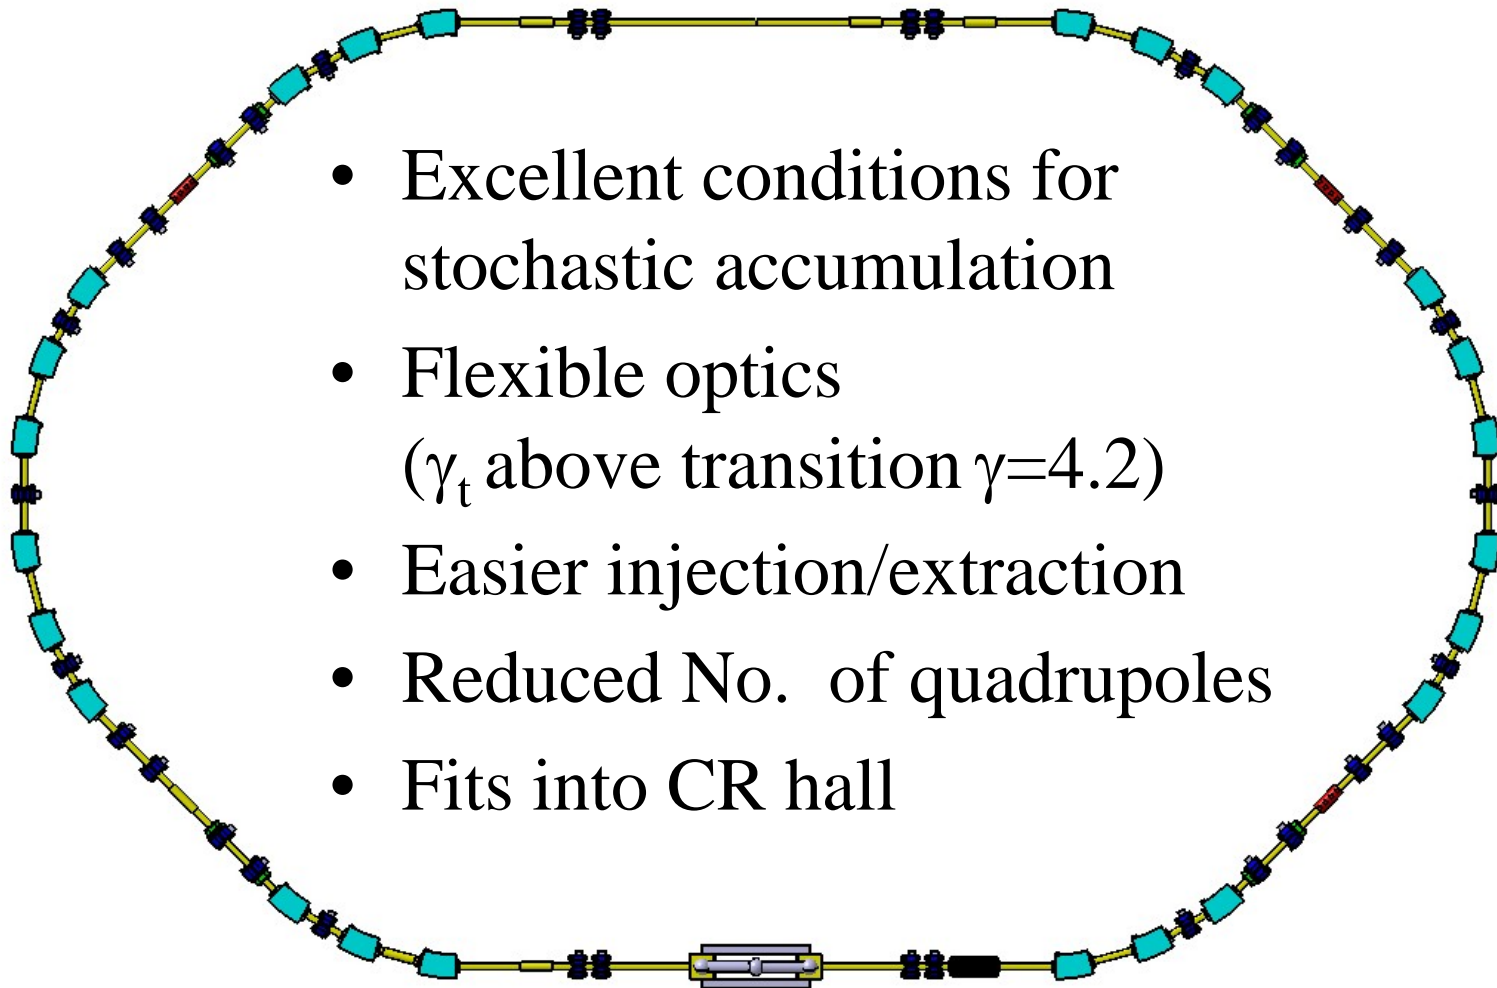 • Excellent conditions for
stochastic accumulation
• Flexible optics
(γt above transition γ=4.2)
• Easier injection/extraction
• Reduced No. of quadrupoles
• Fits into CR hall